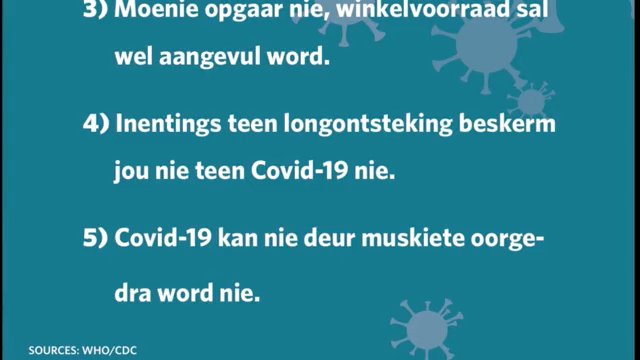 3) Moenie opgaar nie, winkelvoorraad sal
wel aangevul word.
4) Inentings teen longontsteking beskerm
jou nie teen Covid-19 nie.
5) Covid-19 kan nie deur muskiete oorge-
dra word nie.
SOURCES: WHO/CDC